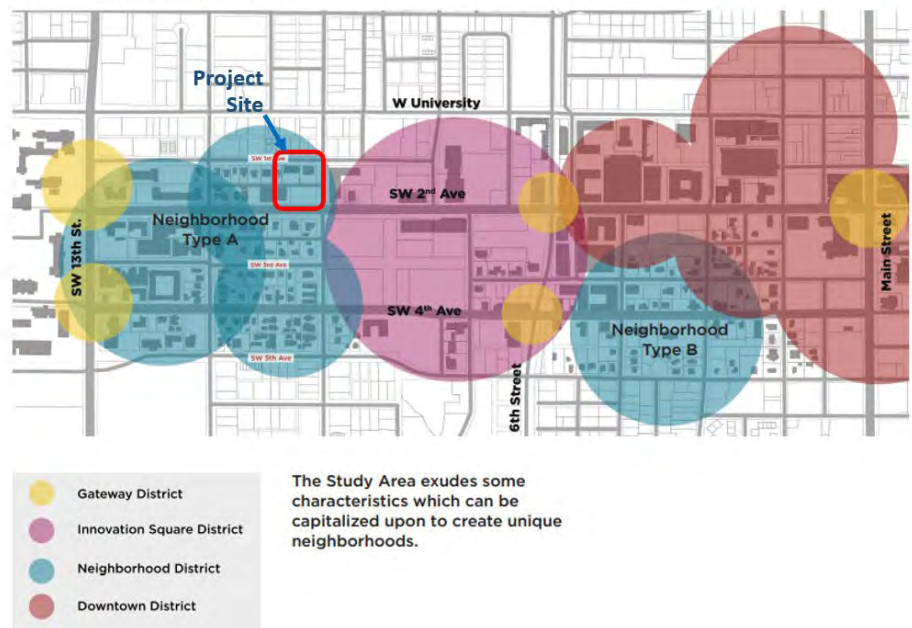 Project
Site
W University
SW 1st Ave
SW 2nd Ave
Neighborhood
Type A
SW 13th St.
SW 3rd Ave
SW 4th Ave
Main Street
Neighborhood
Type B
SW 5th Ave
6th Street
The Study Area exudes some
characteristics which can be
capitalized upon to create unique
neighborhoods.
Gateway District
Innovation Square District
Neighborhood District
Downtown District